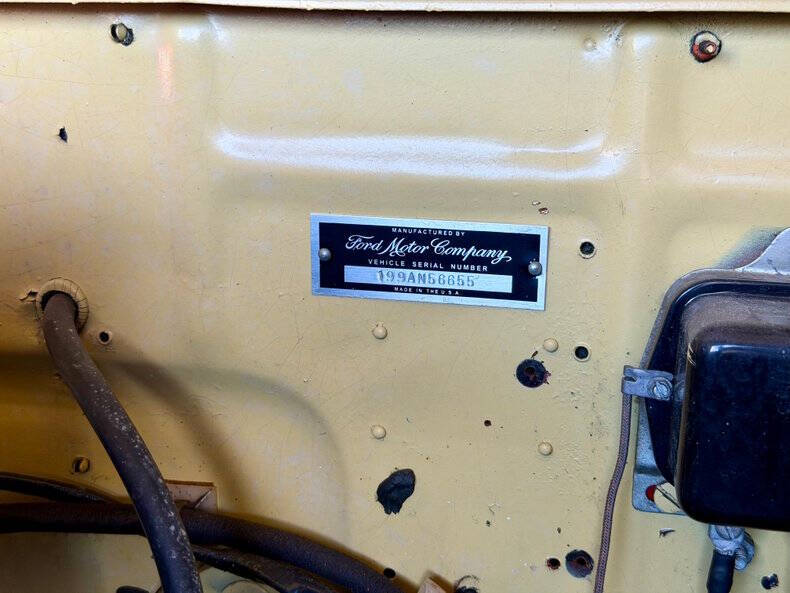 MANUFACTURED BY
Ford Motor Company
VEHICLE SERIAL NUMBER
199AN56655
MADE IN THE U.S.A.